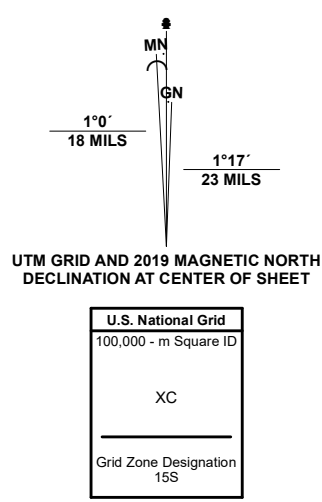 MN
GN
1°0´
18 MILS
1°17´
23 MILS
UTM GRID AND 2019 MAGNETIC NORTH
DECLINATION AT CENTER OF SHEET
U.S. National Grid
100,000 - m Square ID
XC
Grid Zone Designation
15S